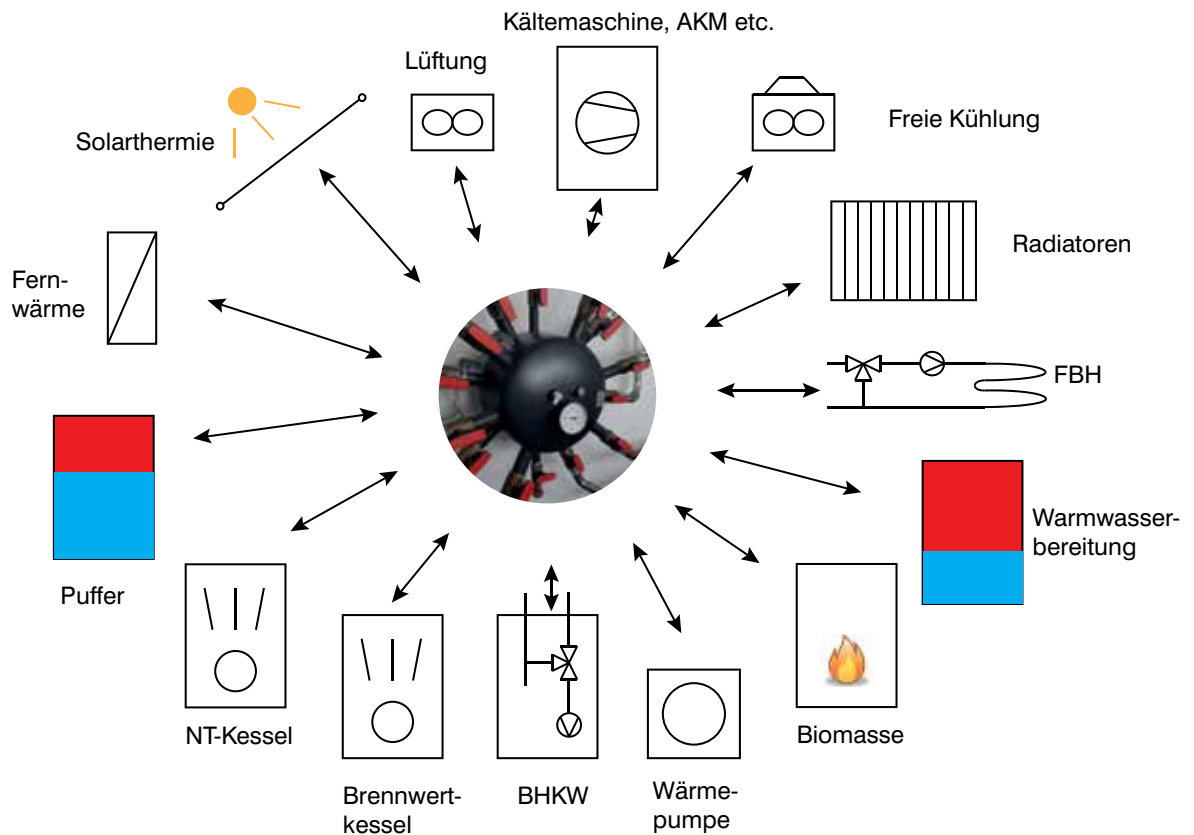 Kältemaschine, AKM etc.
Lüftung
Freie Kühlung
Solarthermie
Radiatoren
Fern-
wärme
FBH
Warmwasser-
bereitung
Puffer
NT-Kessel
Biomasse
Brennwert-
kessel
BHKW
Wärme-
pumpe